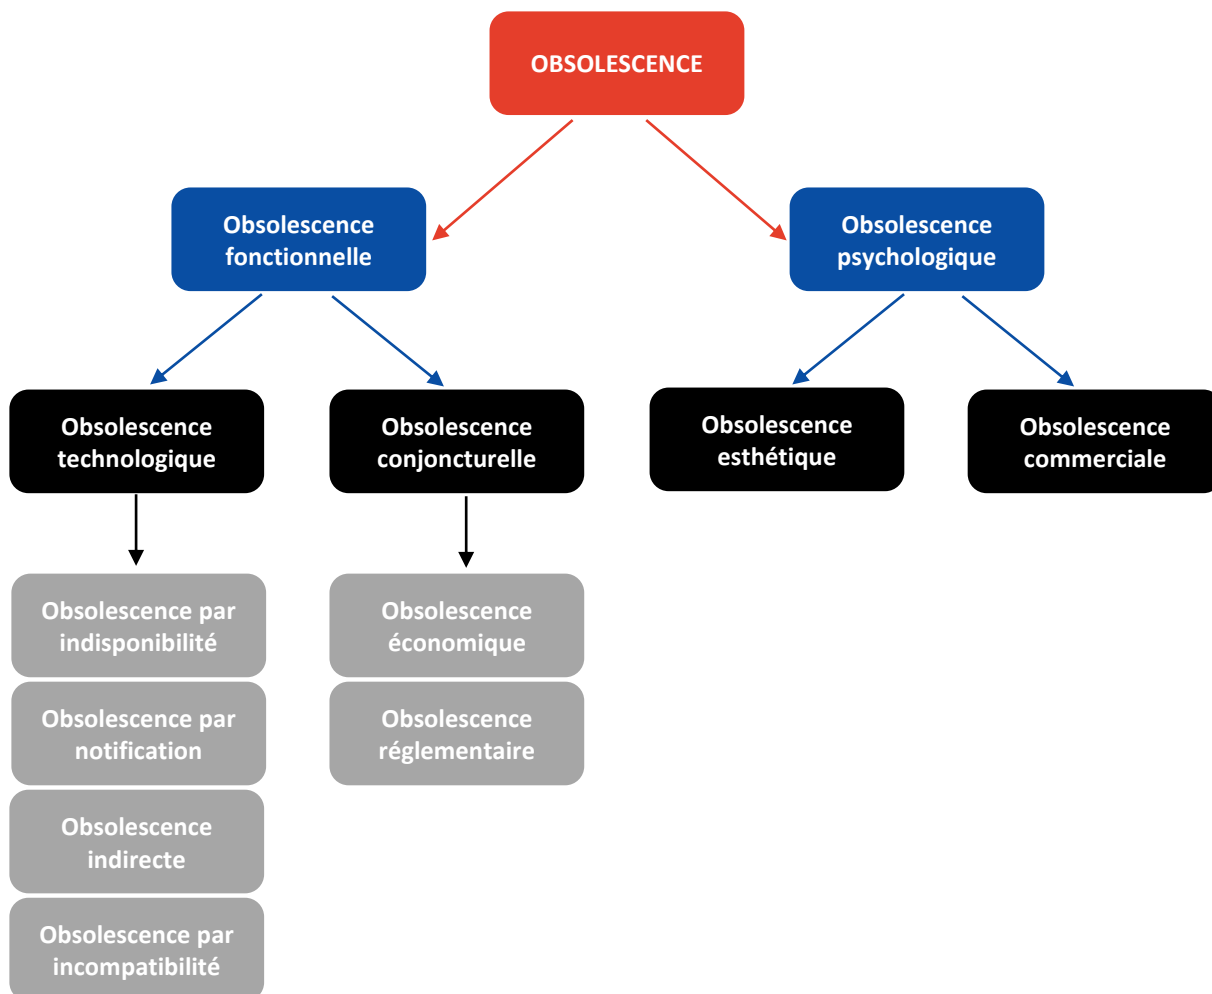 OBSOLESCENCE
Obsolescence
fonctionnelle
Obsolescence
psychologique
Obsolescence
technologique
Obsolescence
conjoncturelle
Obsolescence
esthétique
Obsolescence
commerciale
Obsolescence par
indisponibilité
Obsolescence
économique
Obsolescence par
notification
Obsolescence
réglementaire
Obsolescence
indirecte
Obsolescence par
incompatibilité